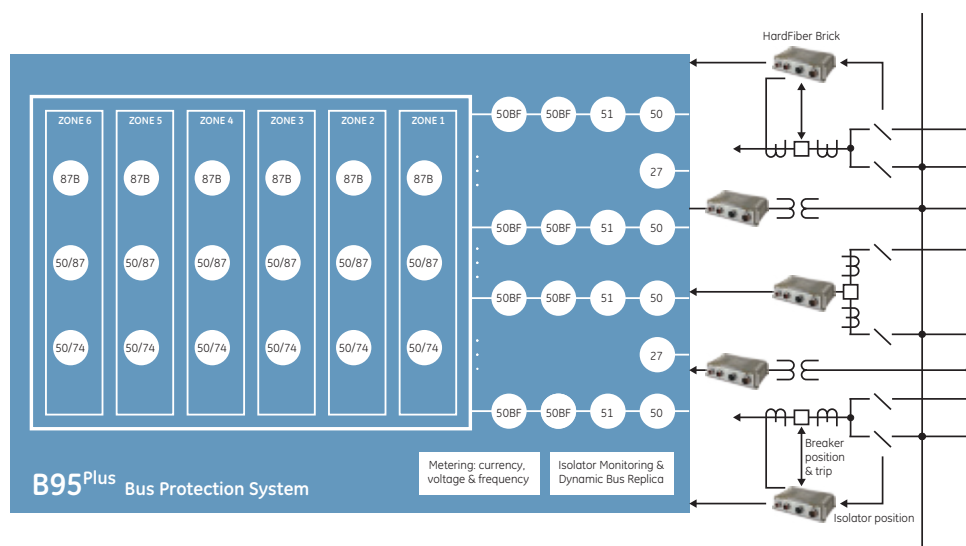 HardFiber Brick
ZONE 6 ZONE 5 ZONE 4 ZONE 3 ZONE 2 ZONE 1
50BF 50BF 51 50
87B 87B 87B 87B 87B 87B
27
50BF 50BF 51 50
50/87 50/87 50/87 50/87 50/87 50/87
50BF 50BF 51 50
50/74 50/74 50/74 50/74 50/74 50/74
27
50BF 50BF 51 50
Breaker
position
& trip
Metering: currency,
voltage & frequency
Isolator Monitoring &
Dynamic Bus Replica
B95Plus Bus Protection System
Isolator position